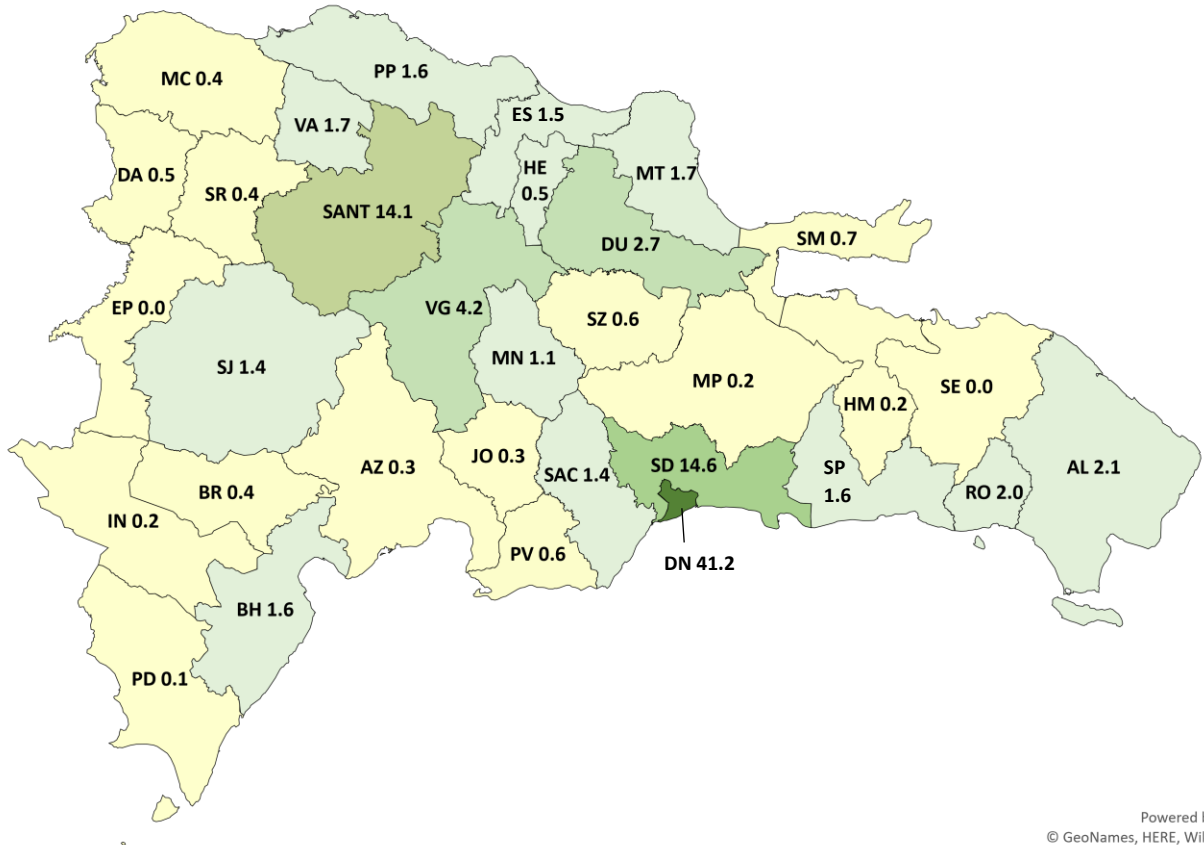 MC 0.4
PP 1.6
ES 1.5
VA 1.7
DA 0.5
SR 0.4
HE
0.5
MT 1.7
SANT 14.1
DU 2.7
SM 0.7
EP 0.0
VG 4.2
SZ 0.6
SJ 1.4
MN 1.1
MP 0.2
HM 0.2
SE 0.0
AZ 0.3
JO 0.3
SAC 1.4
SD 14.6
SP
1.6
RO 2.0
AL 2.1
BR 0.4
IN 0.2
PV 0.6
DN 41.2
BH 1.6
PD 0.1
Powered
© GeoNames, HERE,